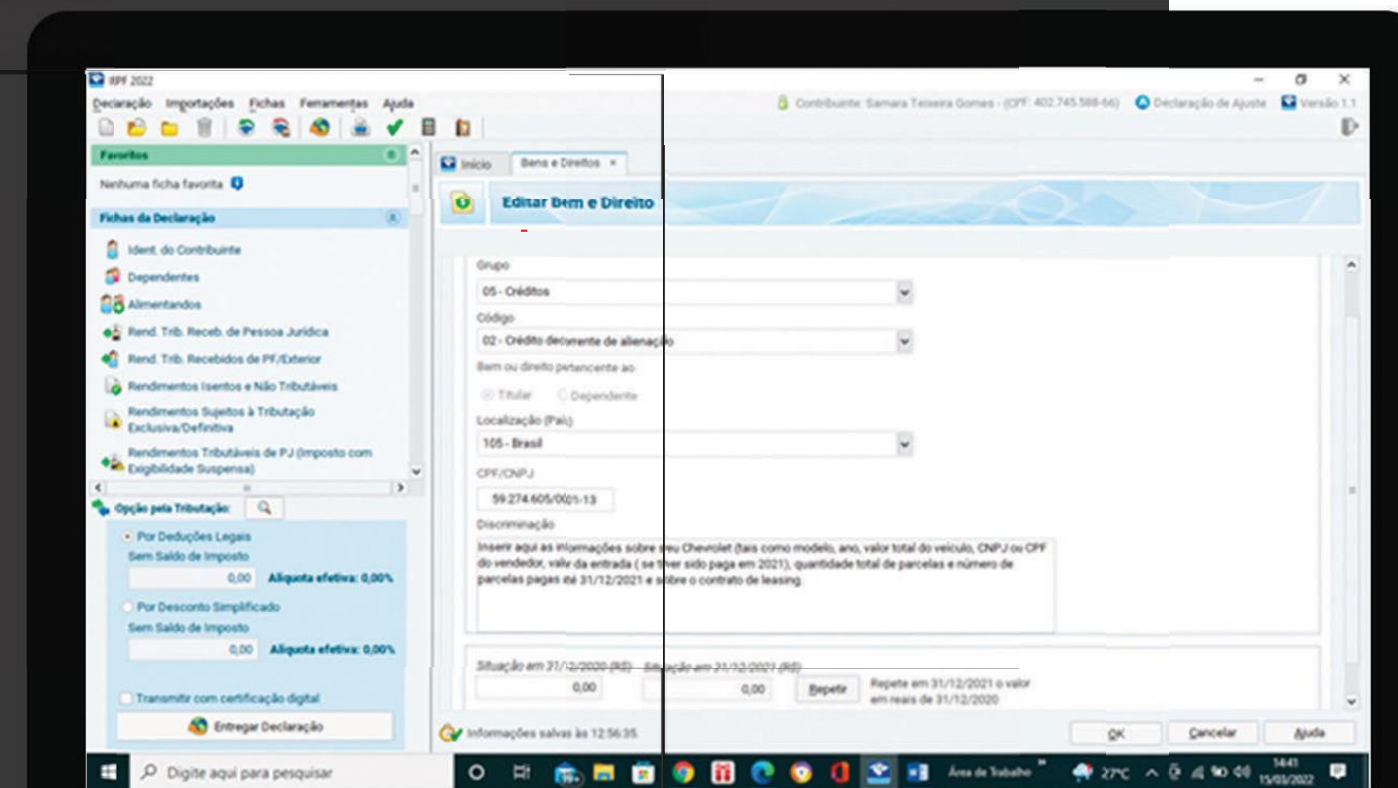 IRPF 2022
Declaração Importações Fichas Ferramentas Ajuda
Contribuinte: Samara Teixeira Gomes - (CPF: 402.745.588-66) Declaração de Ajuste Versão 1.1
Favoritos
Nenhuma ficha favorita
Fichas da Declaração
Ident. do Contribuinte
Dependentes
Alimentandos
Rend. Trib. Receb. de Pessoa Jurídica
Rend. Trib. Recebidos de PF/Exterior
Rendimentos Isentos e Não Tributáveis
Rendimentos Sujeitos à Tributação
Exclusiva/Definitiva
Rendimentos Tributáveis de PJ (Imposto com
Exigibilidade Suspensa)
Opção pela Tributação:
Por Deduções Legais
Sem Saldo de Imposto
0,00 Alíquota efetiva: 0,00%
Por Desconto Simplificado
Sem Saldo de Imposto
0,00 Alíquota efetiva: 0,00%
Transmitir com certificação digital
Entregar Declaração
Início Bens e Direitos ×
Editar Bem e Direito
Grupo
05 - Créditos
Código
02 - Crédito decorrente de alienação
Bem ou direito pertencente ao
Titular Dependente
Localização (País)
105 - Brasil
CPF/CNPJ
59.274.605/0001-13
Discriminação
Inserir aqui as informações sobre seu Chevrolet (tais como modelo, ano, valor total do veículo, CNPJ ou CPF
do vendedor, valor da entrada ( se tiver sido paga em 2021), quantidade total de parcelas e número de
parcelas pagas até 31/12/2021 e sobre o contrato de leasing.
Situação em 31/12/2020 (R$) Situação em 31/12/2021 (R$)
0,00 0,00 Repetir Repete em 31/12/2021 o valor
em reais de 31/12/2020
Informações salvas às 12:56:35.
OK Cancelar Ajuda
Digite aqui para pesquisar
99+
Área de Trabalho
27°C
14:41
15/03/2022